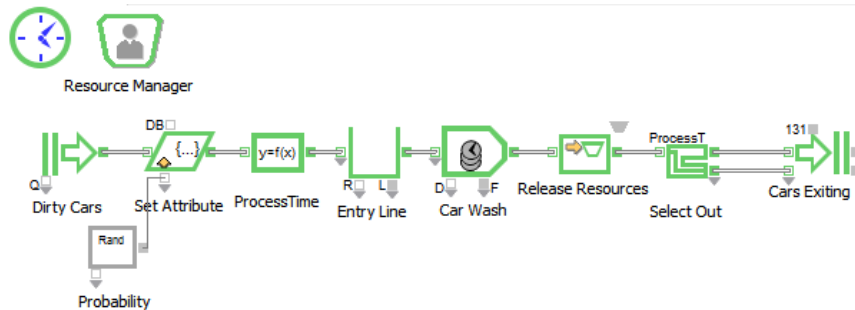 Resource Manager
DB
{...}
y=f(x)
131
ProcessT
Q
R
L
D
F
Dirty Cars
Set Attribute
ProcessTime
Entry Line
Car Wash
Release Resources
Select Out
Cars Exiting
Rand
Probability